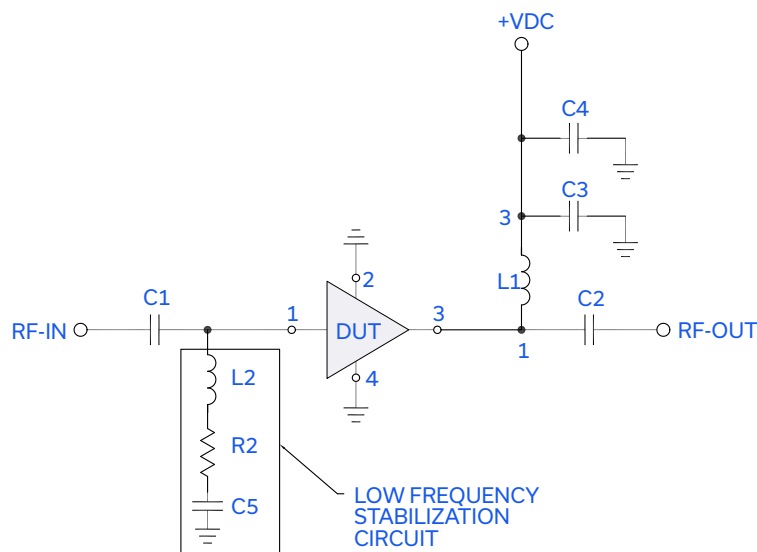 +VDC
C4
C3
3
L1
2
C1
C2
1
3
RF-IN
DUT
RF-OUT
1
4
L2
R2
C5
LOW FREQUENCY
STABILIZATION
CIRCUIT